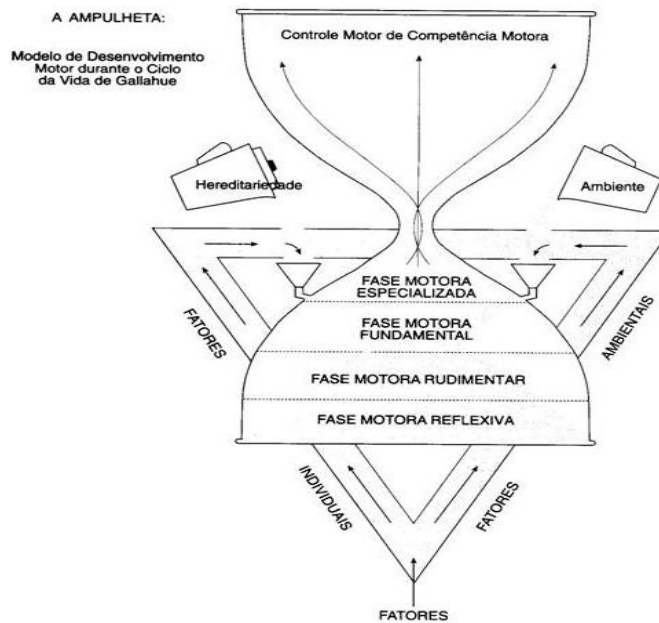 A AMPULHETA:
Modelo de Desenvolvimento
Motor durante o Ciclo
da Vida de Gallahue
Controle Motor de Competência Motora
Hereditariedade
Ambiente
FASE MOTORA
ESPECIALIZADA
FASE MOTORA
FUNDAMENTAL
FASE MOTORA RUDIMENTAR
FASE MOTORA REFLEXIVA
FATORES
AMBIENTAIS
INDIVIDUAIS
FATORES
FATORES